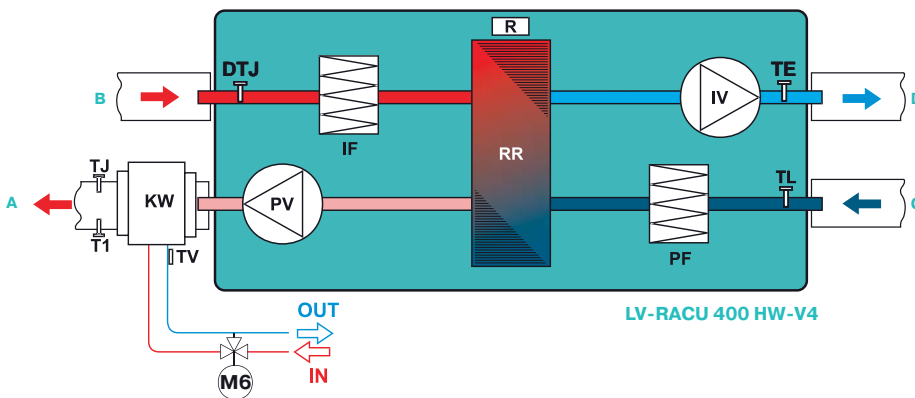 R
DTJ
TE
B
IV
D
IF
RR
TJ
TL
A
KW
PV
C
T1
TV
PF
OUT
LV-RACU 400 HW-V4
IN
M6